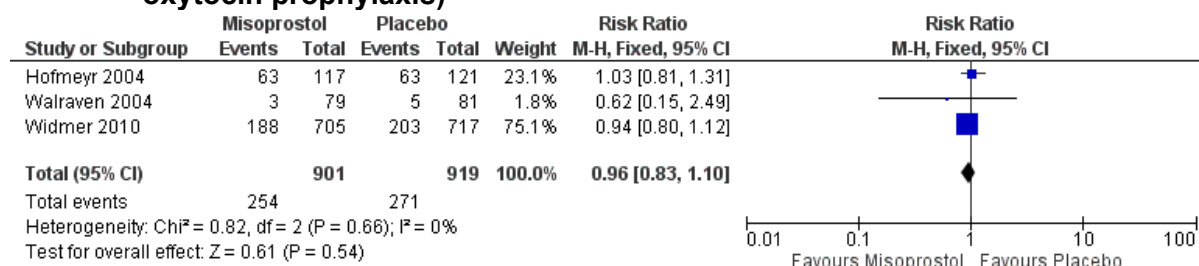 oxytocin prophylaxis)
Misoprostol Placebo Risk Ratio Risk Ratio
Study or Subgroup Events Total Events Total Weight M-H, Fixed, 95% CI M-H, Fixed, 95% CI
Hofmeyr 2004 63 117 63 121 23.1% 1.03 [0.81, 1.31]
Walraven 2004 3 79 5 81 1.8% 0.62 [0.15, 2.49]
Widmer 2010 188 705 203 717 75.1% 0.94 [0.80, 1.12]
Total (95% CI) 901 919 100.0% 0.96 [0.83, 1.10]
Total events 254 271
Heterogeneity: Chi² = 0.82, df = 2 (P = 0.66); I² = 0%
Test for overall effect: Z = 0.61 (P = 0.54)
0.01 0.1 1 10 100
Favours Misoprostol Favours Placebo